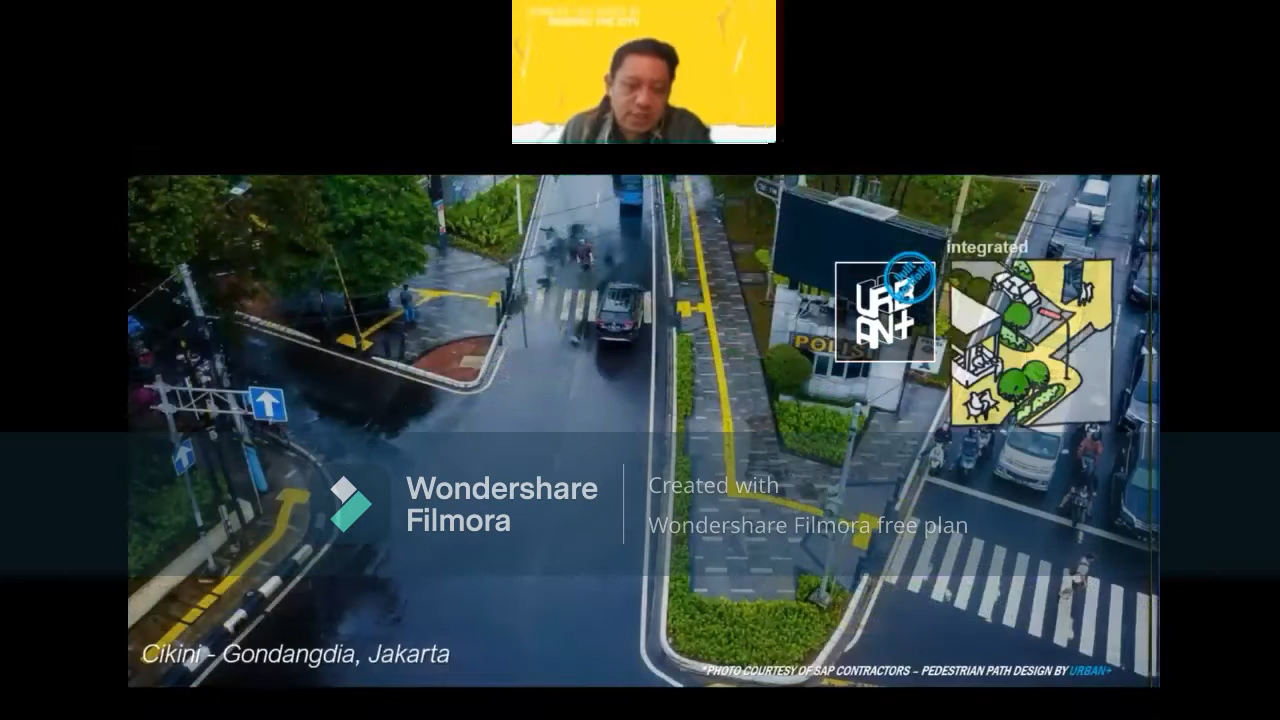 integrated
URB
AN+
POLISI
Wondershare
Filmora
Created with
Wondershare Filmora free plan
Cikini - Gondangdia, Jakarta
*PHOTO COURTESY OF SAP CONTRACTORS – PEDESTRIAN PATH DESIGN BY URBAN+